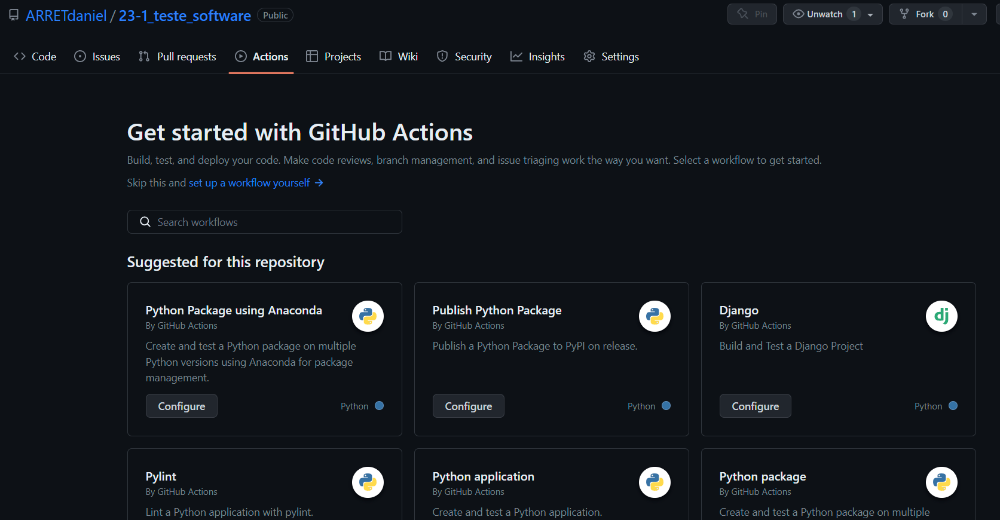 ARRETdaniel / 23-1_teste_software Public
Pin
Unwatch 1
Fork 0
Code Issues Pull requests Actions Projects Wiki Security Insights Settings
Get started with GitHub Actions
Build, test, and deploy your code. Make code reviews, branch management, and issue triaging work the way you want. Select a workflow to get started.
Skip this and set up a workflow yourself →
Search workflows
Suggested for this repository
Python Package using Anaconda
By GitHub Actions
Create and test a Python package on multiple
Python versions using Anaconda for package
management.
Configure
Python
Publish Python Package
By GitHub Actions
Publish a Python Package to PyPI on release.
Configure
Python
Django
By GitHub Actions
dj
Build and Test a Django Project
Configure
Python
Pylint
By GitHub Actions
Lint a Python application with pylint.
Python application
By GitHub Actions
Create and test a Python application.
Python package
By GitHub Actions
Create and test a Python package on multiple